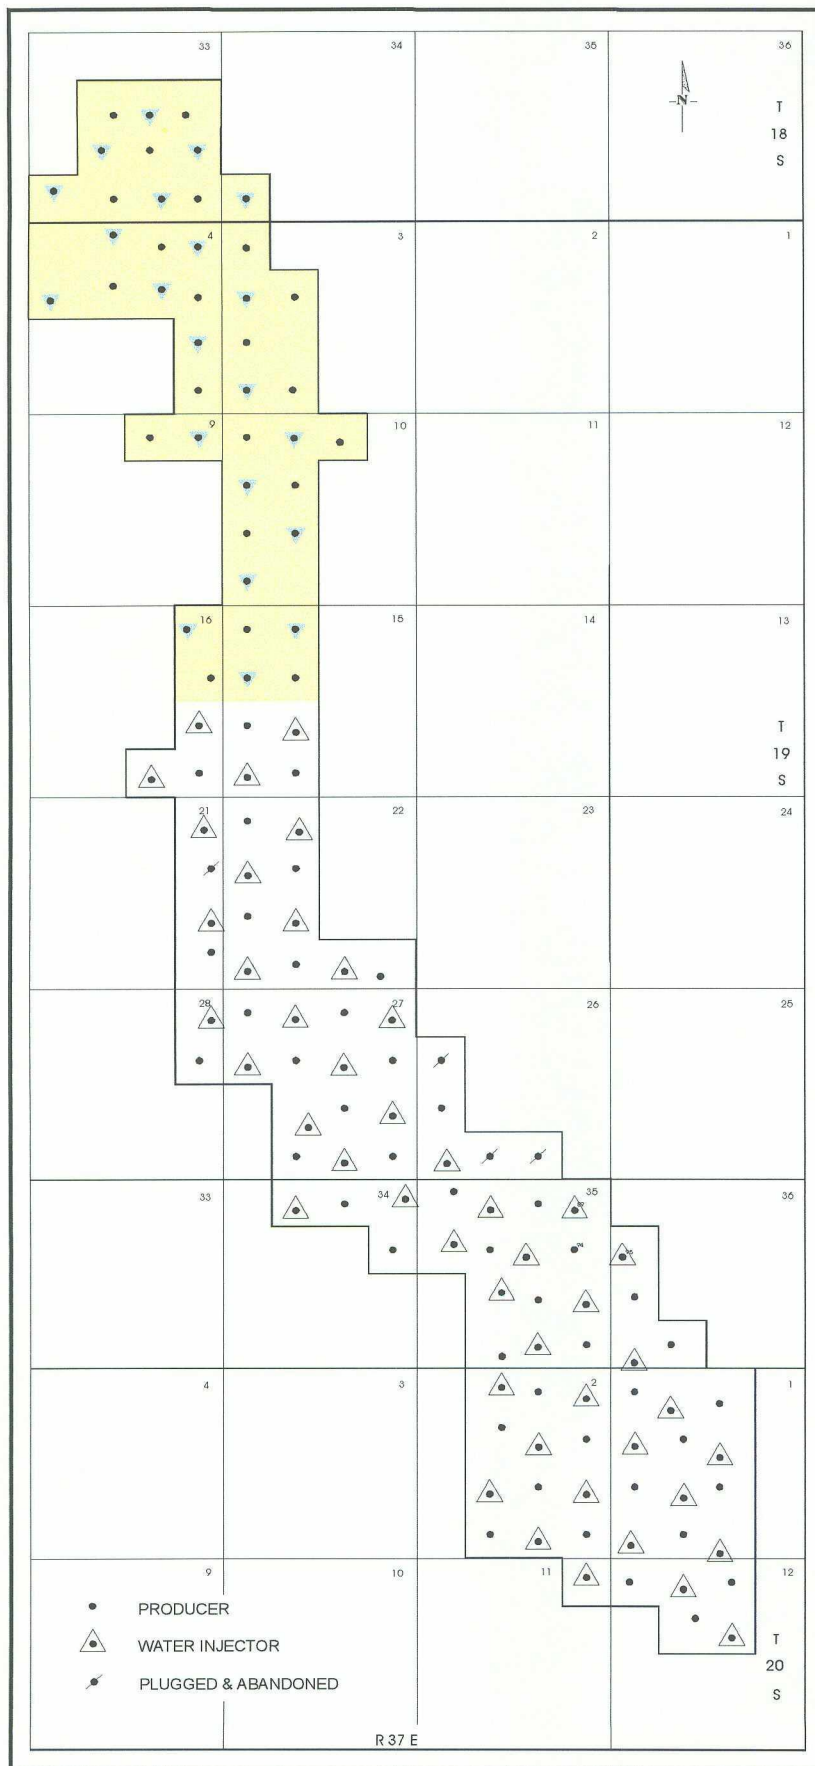 33 34 35 36
N
T
18
S
4 3 2 1
9 10 11 12
16 15 14 13
T
19
S
21 22 23 24
28 27 26 25
33 34 35 36
4 3 2 1
9 10 11 12
PRODUCER
WATER INJECTOR
T
PLUGGED & ABANDONED
20
S
R 37 E